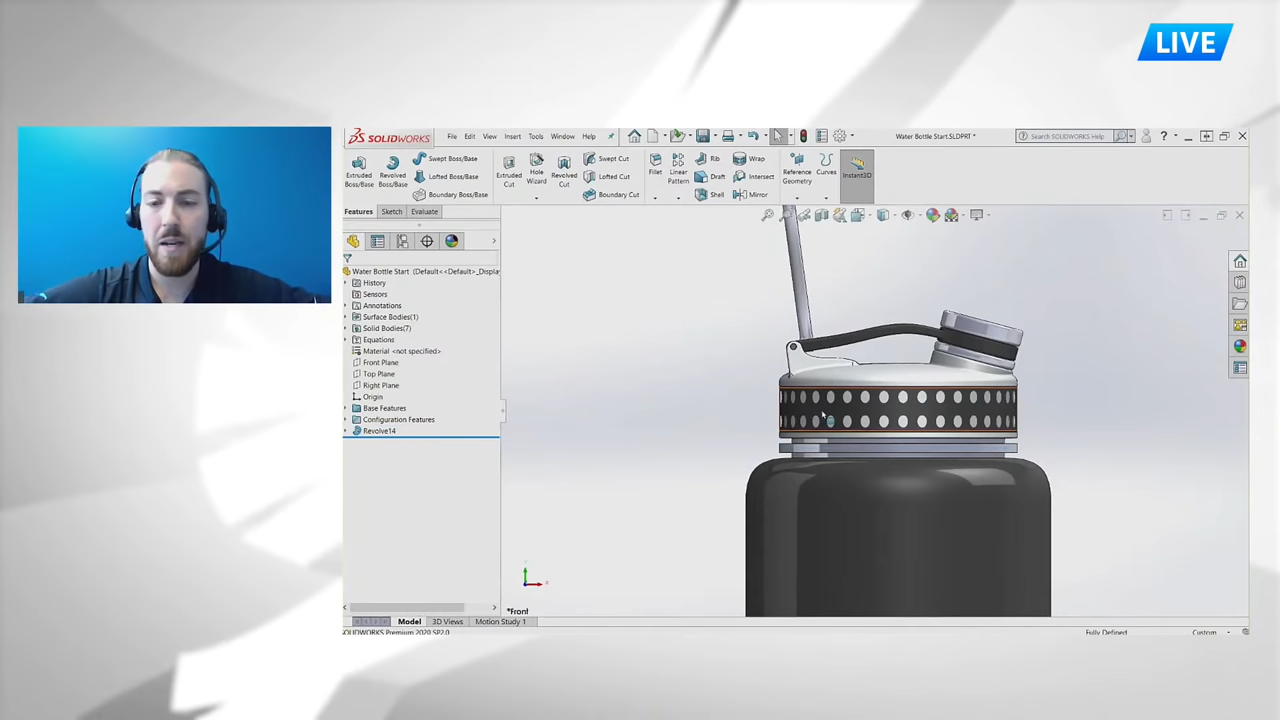 LIVE
SOLIDWORKS File Edit View Insert Tools Window Help Water Bottle Start.SLDPRT * Search SOLIDWORKS Help ?
Extruded Boss/Base
Revolved Boss/Base
Swept Boss/Base
Lofted Boss/Base
Boundary Boss/Base
Extruded Cut
Hole Wizard
Revolved Cut
Swept Cut
Lofted Cut
Boundary Cut
Fillet
Linear Pattern
Rib
Draft
Shell
Wrap
Intersect
Mirror
Reference Geometry
Curves
Instant3D
Features Sketch Evaluate
Water Bottle Start (Default<<Default>_Displa
History
Sensors
Annotations
Surface Bodies(1)
Solid Bodies(7)
Equations
Material <not specified>
Front Plane
Top Plane
Right Plane
Origin
Base Features
Configuration Features
Revolve14
*Front
Model 3D Views Motion Study 1
SOLIDWORKS Premium 2020 SP2.0 Fully Defined Custom